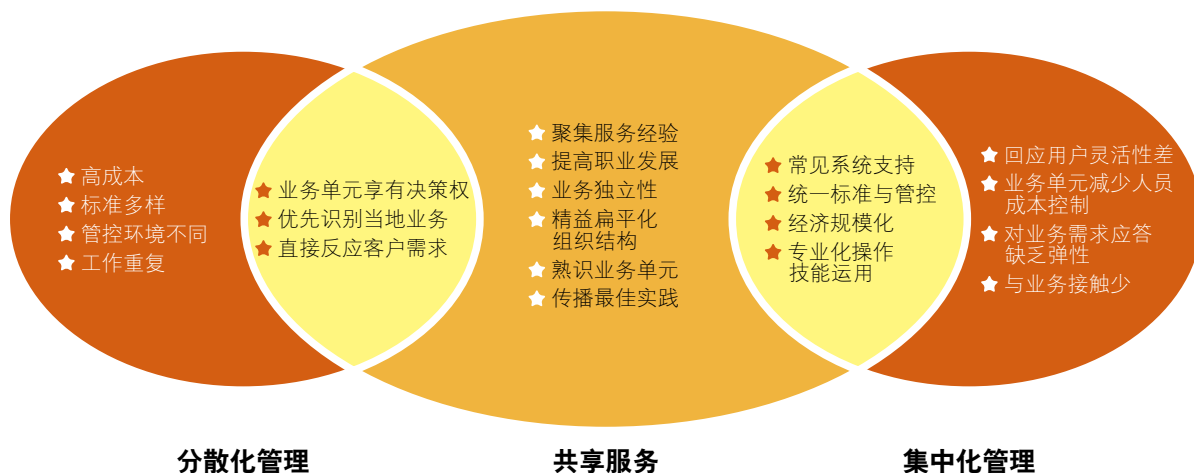 高成本
标准多样
管控环境不同
工作重复
业务单元享有决策权
优先识别当地业务
直接反应客户需求
聚集服务经验
提高职业发展
业务独立性
精益扁平化
组织结构
熟识业务单元
传播最佳实践
常见系统支持
统一标准与管控
经济规模化
专业化操作
技能运用
回应用户灵活性差
业务单元减少人员
成本控制
对业务需求应答
缺乏弹性
与业务接触少
分散化管理
共享服务
集中化管理